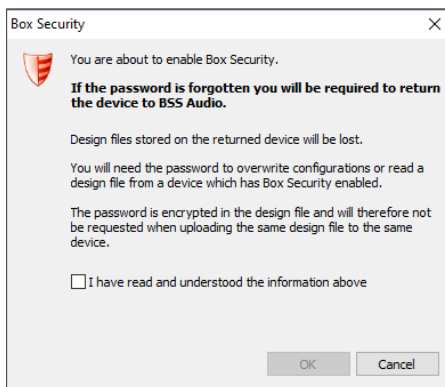 Box Security
You are about to enable Box Security.
If the password is forgotten you will be required to return
the device to BSS Audio.
Design files stored on the returned device will be lost.
You will need the password to overwrite configurations or read a
design file from a device which has Box Security enabled.
The password is encrypted in the design file and will therefore not
be requested when uploading the same design file to the same
device.
I have read and understood the information above
OK
Cancel